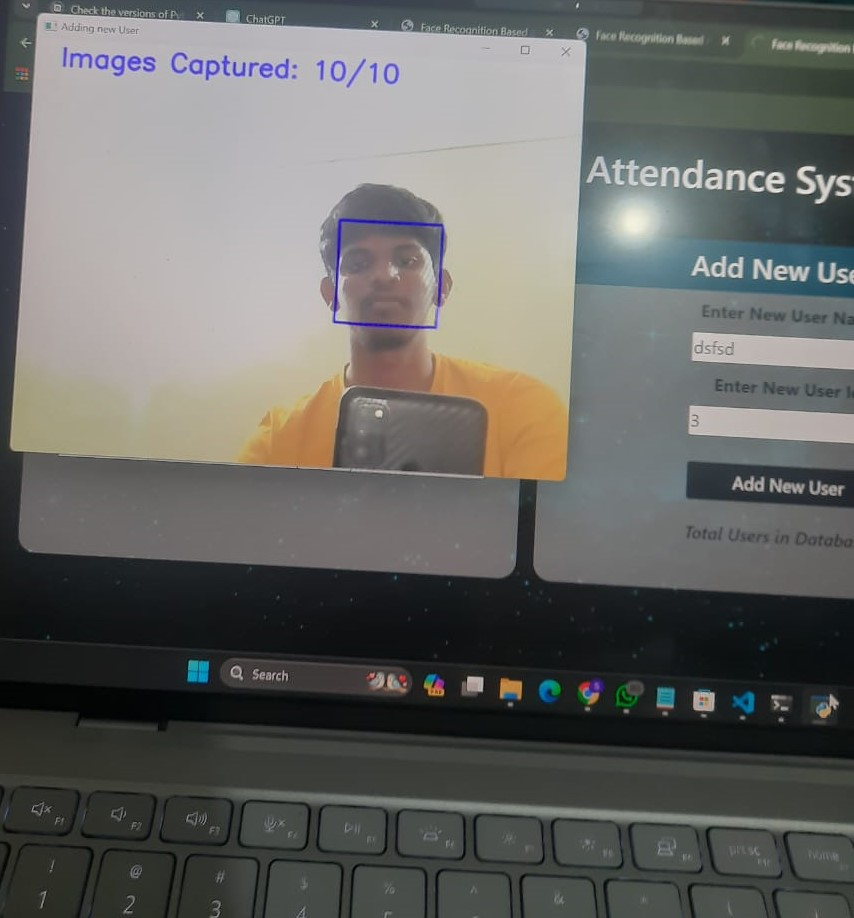 Check the versions of Py
ChatGPT
Face Recognition Based
Face Recognition Based
Face Recognition
Adding new User
Images Captured: 10/10
Attendance Sys
Add New Use
Enter New User Na
dsfsd
Enter New User I
3
Add New User
Total Users in Databa
Search
F1
F2
F3
prt sc
home
!
@
#
$
%
^
&
1
2
3
4